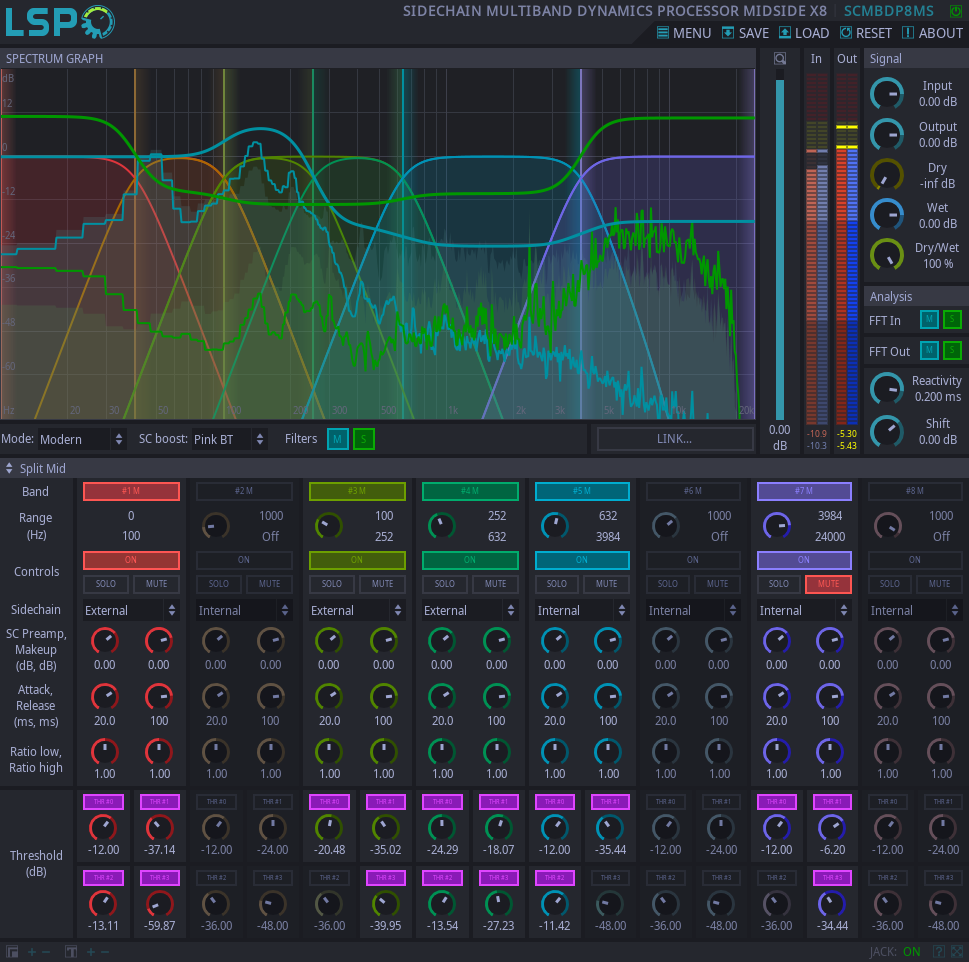 LSP
SIDECHAIN MULTIBAND DYNAMICS PROCESSOR MIDSIDE X8 SCMBDP8MS
MENU SAVE LOAD RESET ABOUT
SPECTRUM GRAPH In Out Signal
dB
12
0
-12
-24
-36
-48
-60
Hz 20 30 50 100 200 300 500 1k 2k 3k 5k 10k 20k
0.00
dB
-10.9 -5.30
-10.3 -5.43
Input
0.00 dB
Output
0.00 dB
Dry
-inf dB
Wet
0.00 dB
Dry/Wet
100 %
Analysis
FFT In M S
FFT Out M S
Reactivity
0.200 ms
Shift
0.00 dB
Mode: Modern SC boost: Pink BT Filters M S LINK...
Split Mid
Band #1 M #2 M #3 M #4 M #5 M #6 M #7 M #8 M
Range
(Hz)
0 1000 100 252 632 1000 3984 1000
100 Off 252 632 3984 Off 24000 Off
Controls
ON ON ON ON ON ON ON ON
SOLO MUTE SOLO MUTE SOLO MUTE SOLO MUTE SOLO MUTE SOLO MUTE SOLO MUTE SOLO MUTE
Sidechain External Internal External External Internal Internal Internal Internal
SC Preamp,
Makeup
(dB, dB)
0.00 0.00 0.00 0.00 0.00 0.00 0.00 0.00 0.00 0.00 0.00 0.00 0.00 0.00 0.00 0.00
Attack,
Release
(ms, ms)
20.0 100 20.0 100 20.0 100 20.0 100 20.0 100 20.0 100 20.0 100 20.0 100
Ratio low,
Ratio high
1.00 1.00 1.00 1.00 1.00 1.00 1.00 1.00 1.00 1.00 1.00 1.00 1.00 1.00 1.00 1.00
Threshold
(dB)
THR #0 THR #1 THR #0 THR #1 THR #0 THR #1 THR #0 THR #1 THR #0 THR #1 THR #0 THR #1 THR #0 THR #1 THR #0 THR #1
-12.00 -37.14 -12.00 -24.00 -20.48 -35.02 -24.29 -18.07 -12.00 -35.44 -12.00 -24.00 -12.00 -6.20 -12.00 -24.00
THR #2 THR #3 THR #2 THR #3 THR #2 THR #3 THR #2 THR #3 THR #2 THR #3 THR #2 THR #3 THR #2 THR #3 THR #2 THR #3
-13.11 -59.87 -36.00 -48.00 -36.00 -39.95 -13.54 -27.23 -11.42 -48.00 -36.00 -48.00 -36.00 -34.44 -36.00 -48.00
JACK: ON